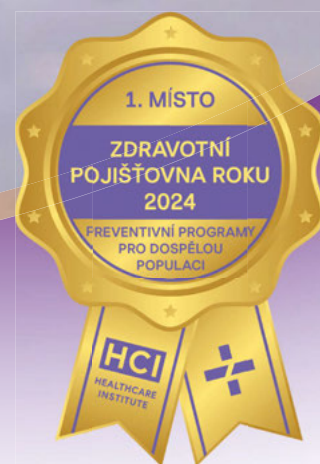 1. MÍSTO
ZDRAVOTNÍ
POJIŠŤOVNA ROKU
2024
PREVENTIVNÍ PROGRAMY
PRO DOSPĚLOU
POPULACI
HCI
HEALTHCARE
INSTITUTE